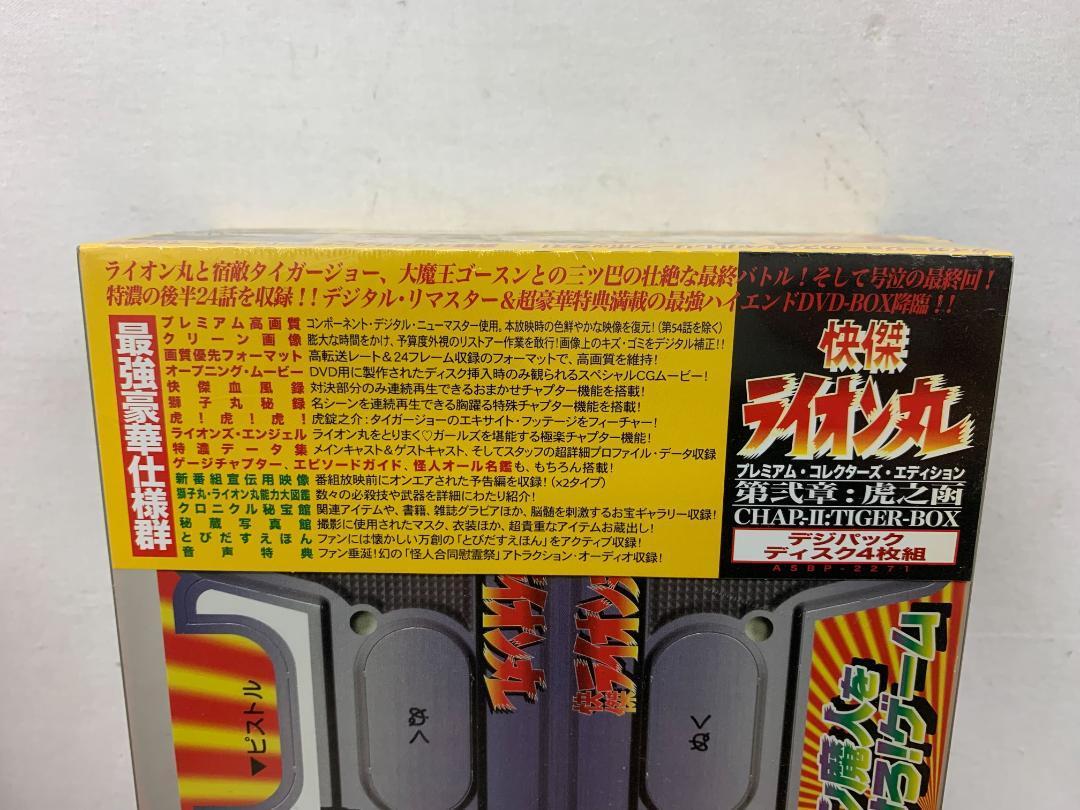 ライオン丸と宿敵タイガージョー、大魔王ゴースンとの三ツ巴の壮絶な最終バトル！そして号泣の最終回！
特濃の後半24話を収録！！デジタル・リマスター＆超豪華特典満載の最強ハイエンドDVD-BOX降臨！！
最強豪華仕様群
プレミアム高画質 コンポーネント・デジタル・ニューマスター使用。本放映時の色鮮やかな映像を復元！（第54話を除く）
クリーン画像 膨大な時間をかけ、予算度外視のリストアー作業を敢行！画像上のキズ・ゴミをデジタル補正！！
画質優先フォーマット 高転送レート＆24フレーム収録のフォーマットで、高画質を維持！
オープニング・ムービー DVD用に製作されたディスク挿入時のみ観られるスペシャルCGムービー！
快傑血風録 対決部分のみ連続再生できるおまかせチャプター機能を搭載！
獅子丸秘録 名シーンを連続再生できる胸躍る特殊チャプター機能を搭載！
虎！虎！虎！ 虎錠之介：タイガージョーのエキサイト・フッテージをフィーチャー！
ライオンズ・エンジェル ライオン丸をとりまく♡ガールズを堪能する極楽チャプター機能！
特濃データ集 メインキャスト＆ゲストキャスト、そしてスタッフの超詳細プロファイル・データ収録
ゲージチャプター、エピソードガイド、怪人オール名鑑も、もちろん搭載！
新番組宣伝用映像 番組放映前にオンエアされた予告編を収録！（×2タイプ）
獅子丸・ライオン丸能力大図鑑 数々の必殺技や武器を詳細にわたり紹介！
クロニクル秘宝館 関連アイテムや、書籍、雑誌グラビアほか、脳髄を刺激するお宝ギャラリー収録！
秘蔵写真館 撮影に使用されたマスク、衣装ほか、超貴重なアイテムお蔵出し！
とびだすえほん ファンには懐かしい万創の「とびだすえほん」をアクティブ収録！
音声特典 ファン垂涎！幻の「怪人合同慰霊祭」アトラクション・オーディオ収録！
快傑
ライオン丸
プレミアム・コレクターズ・エディション
第弐章：虎之函
CHAP.-II:TIGER-BOX
デジパック
ディスク4枚組
ASBP-2271
▼ピストル
ぬく
イオン丸
快傑
ぬく
魔人を
ろ！ゲーム